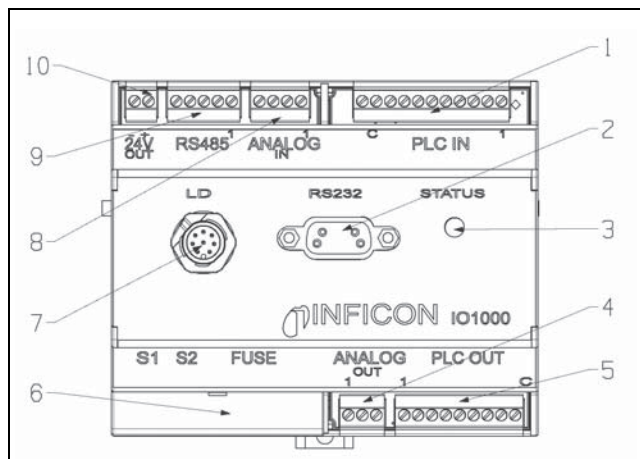 10
1
24V
+
OUT
RS485
1
ANALOG
IN
1
C
PLC IN
1
9
2
LD
RS232
STATUS
8
3
7
INFICON IO1000
4
S1 S2 FUSE
ANALOG
OUT
1
PLC OUT
1
C
5
6